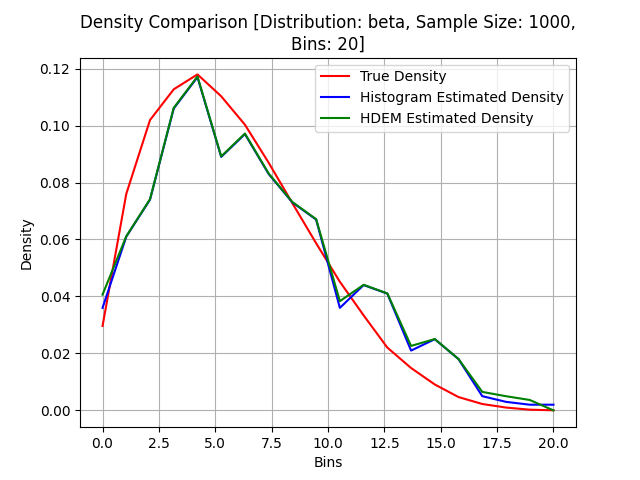 Density Comparison [Distribution: beta, Sample Size: 1000,
Bins: 20]
True Density
Histogram Estimated Density
HDEM Estimated Density
Density
0.12
0.10
0.08
0.06
0.04
0.02
0.00
0.0 2.5 5.0 7.5 10.0 12.5 15.0 17.5 20.0
Bins